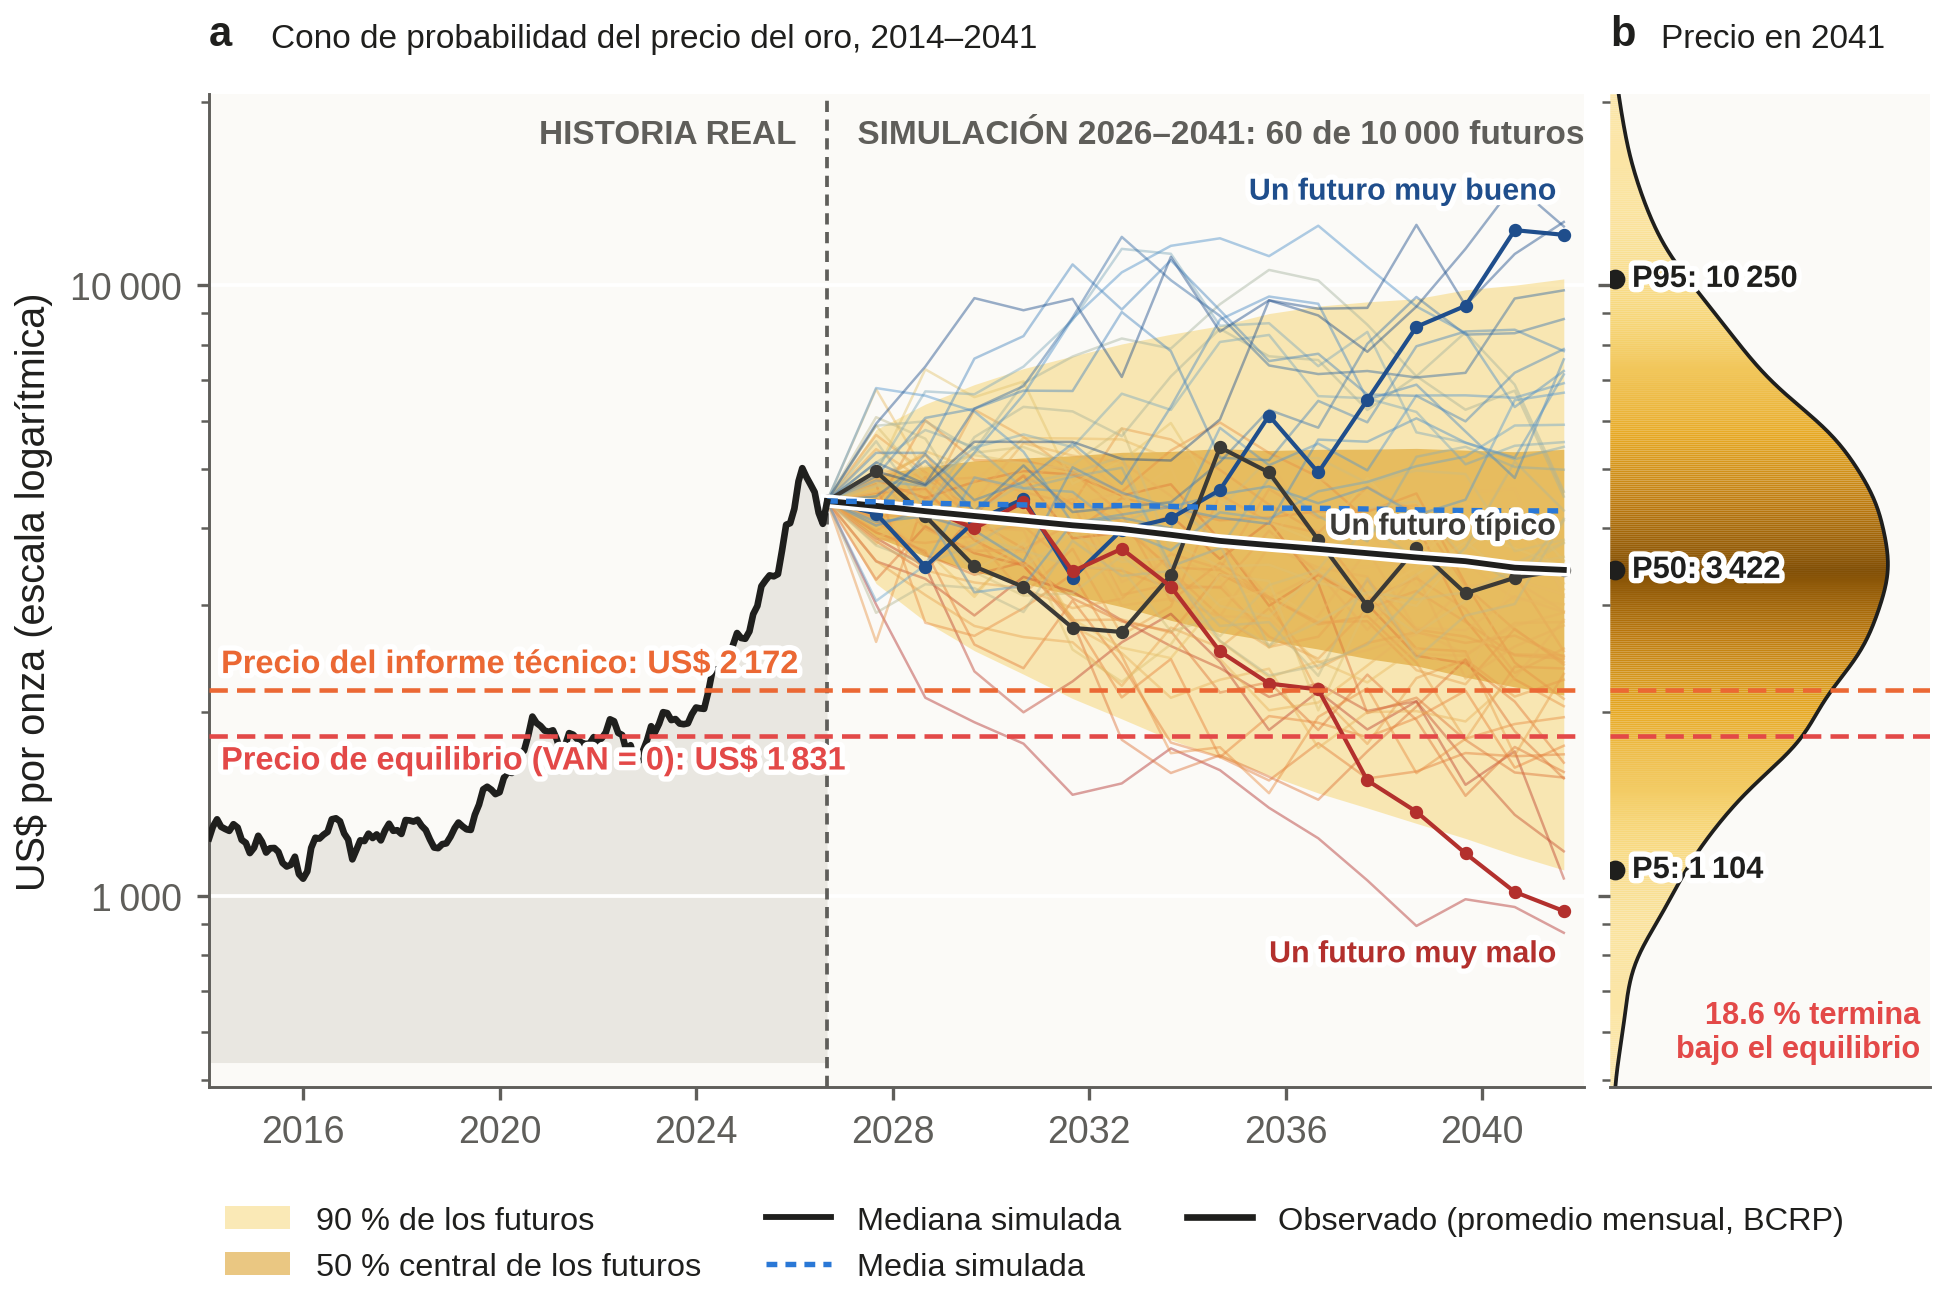 a Cono de probabilidad del precio del oro, 2014–2041
b Precio en 2041
HISTORIA REAL
SIMULACIÓN 2026–2041: 60 de 10 000 futuros
Un futuro muy bueno
10 000
P95: 10 250
US$ por onza (escala logarítmica)
Un futuro típico
P50: 3 422
Precio del informe técnico: US$ 2 172
Precio de equilibrio (VAN = 0): US$ 1 831
P5: 1 104
1 000
Un futuro muy malo
18.6 % termina
bajo el equilibrio
2016 2020 2024 2028 2032 2036 2040
90 % de los futuros
Mediana simulada
Observado (promedio mensual, BCRP)
50 % central de los futuros
Media simulada